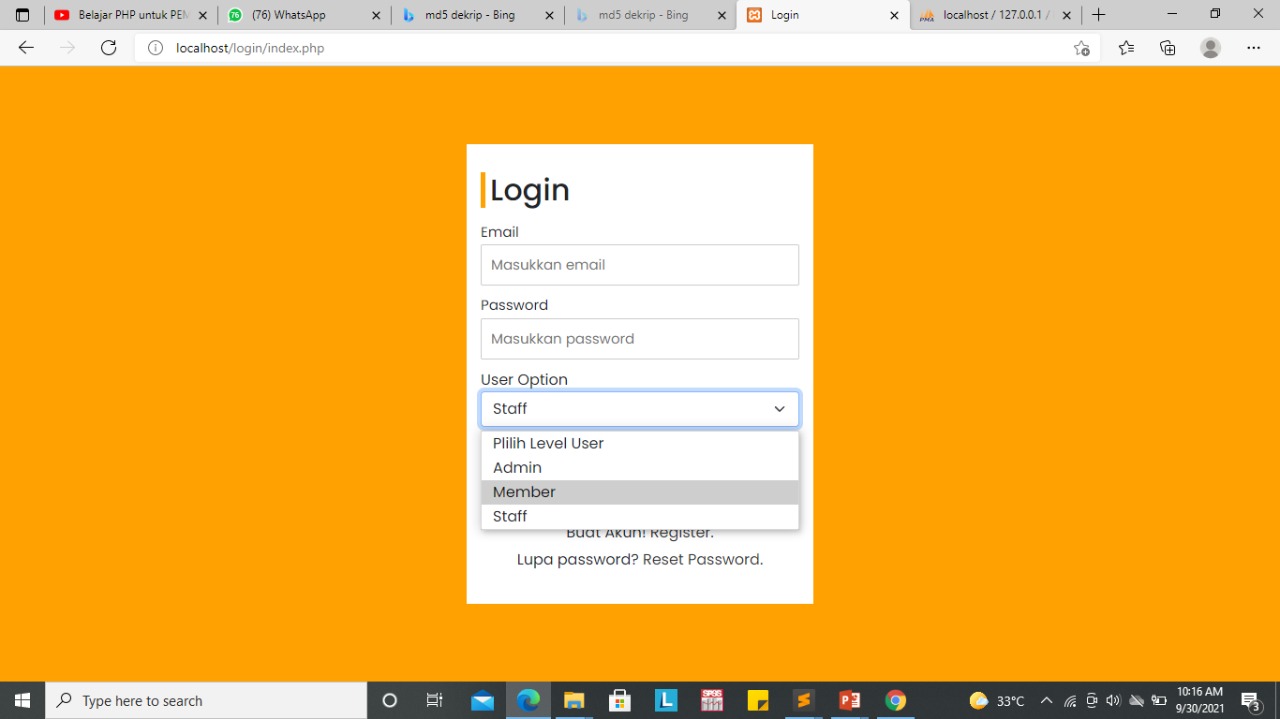 Belajar PHP untuk PEM
(76) WhatsApp
md5 dekrip - Bing
md5 dekrip - Bing
Login
localhost / 127.0.0.1 /
localhost/login/index.php
Login
Email
Masukkan email
Password
Masukkan password
User Option
Staff
Plilih Level User
Admin
Member
Staff
Buat Akun! Register.
Lupa password? Reset Password.
Type here to search
33°C
10:16 AM
9/30/2021
3